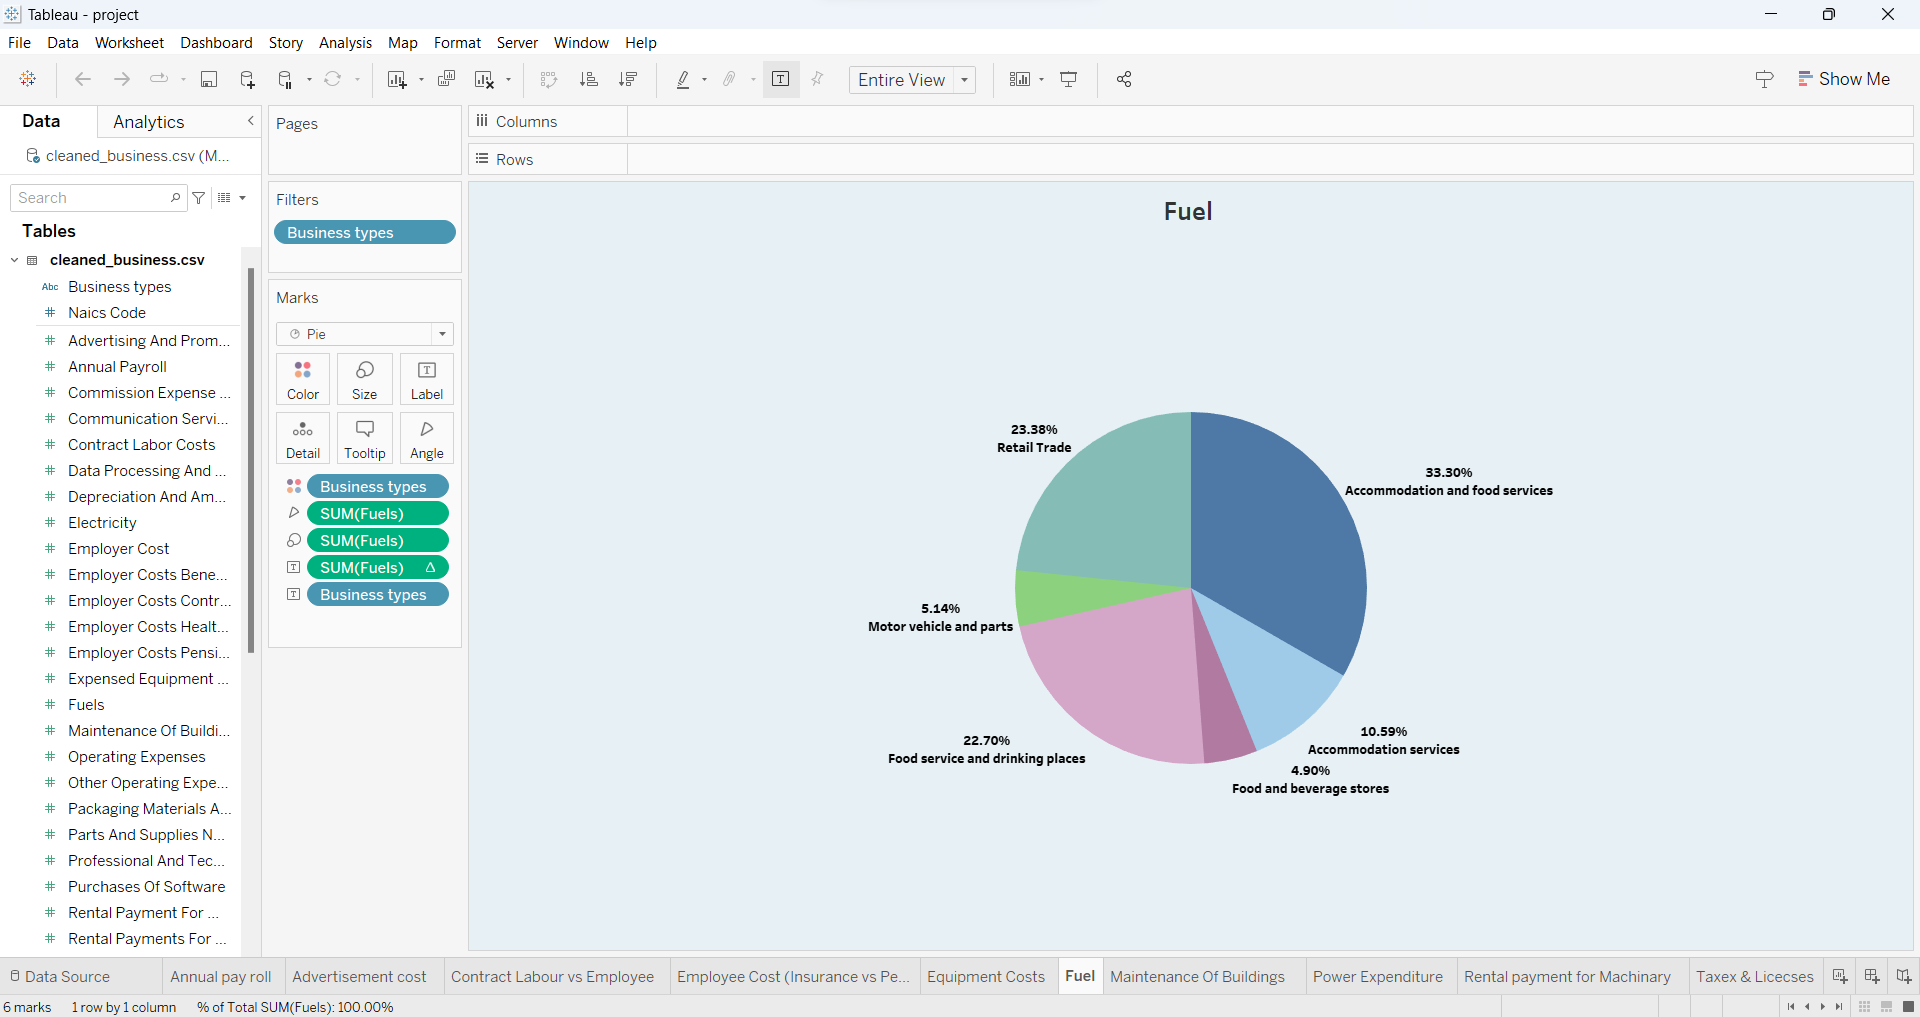 Tableau - project
File Data Worksheet Dashboard Story Analysis Map Format Server Window Help
Entire View
Show Me
Data Analytics
cleaned_business.csv (M...
Search
Tables
cleaned_business.csv
Abc Business types
# Naics Code
# Advertising And Prom...
# Annual Payroll
# Commission Expense ...
# Communication Servi...
# Contract Labor Costs
# Data Processing And ...
# Depreciation And Am...
# Electricity
# Employer Cost
# Employer Costs Bene...
# Employer Costs Contr...
# Employer Costs Healt...
# Employer Costs Pensi...
# Expensed Equipment ...
# Fuels
# Maintenance Of Buildi...
# Operating Expenses
# Other Operating Expe...
# Packaging Materials A...
# Parts And Supplies N...
# Professional And Tec...
# Purchases Of Software
# Rental Payment For ...
# Rental Payments For ...
Pages
Filters
Business types
Marks
Pie
Color Size Label
Detail Tooltip Angle
Business types
SUM(Fuels)
SUM(Fuels)
SUM(Fuels) Δ
Business types
Columns
Rows
Fuel
23.38%
Retail Trade
33.30%
Accommodation and food services
5.14%
Motor vehicle and parts
22.70%
Food service and drinking places
10.59%
Accommodation services
4.90%
Food and beverage stores
Data Source Annual pay roll Advertisement cost Contract Labour vs Employee Employee Cost (Insurance vs Pe... Equipment Costs Fuel Maintenance Of Buildings Power Expenditure Rental payment for Machinary Taxex & Licecses
6 marks 1 row by 1 column % of Total SUM(Fuels): 100.00%